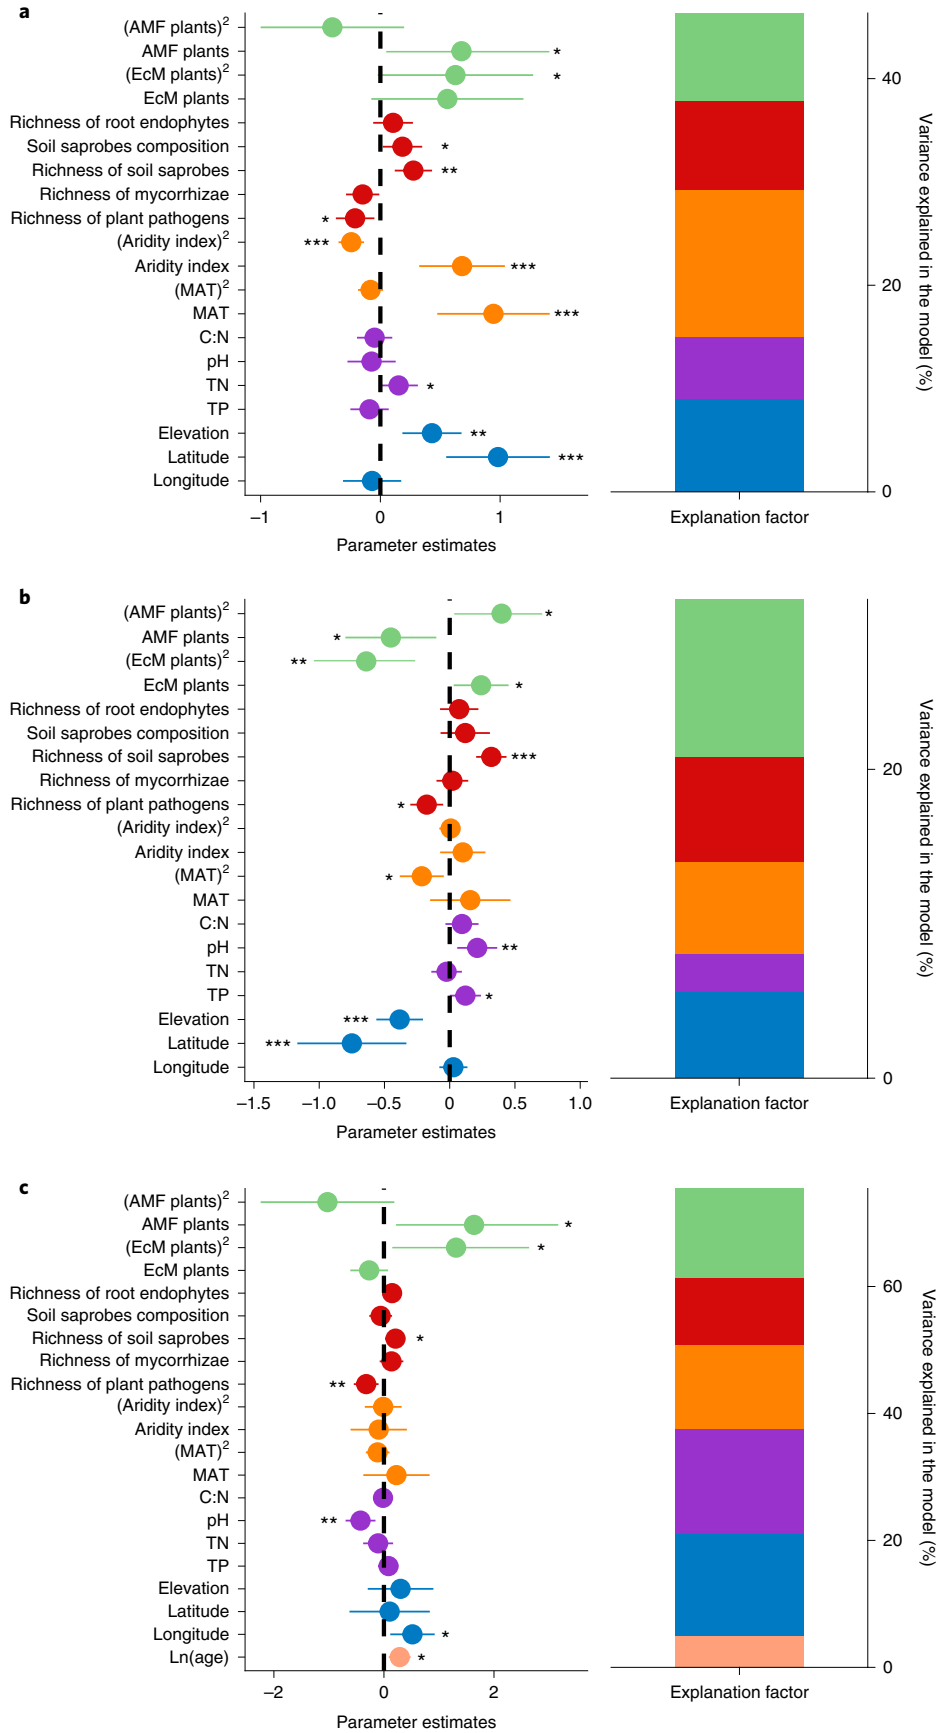 a
(AMF plants)²
AMF plants *
(EcM plants)² *
EcM plants
Richness of root endophytes
Soil saprobes composition *
Richness of soil saprobes **
Richness of mycorrhizae
Richness of plant pathogens *
(Aridity index)² ***
Aridity index ***
(MAT)²
MAT ***
C:N
pH
TN *
TP
Elevation **
Latitude ***
Longitude
−1 0 1
Parameter estimates
40
20
0
Variance explained in the model (%)
Explanation factor
b
(AMF plants)² *
AMF plants *
(EcM plants)² **
EcM plants *
Richness of root endophytes
Soil saprobes composition
Richness of soil saprobes ***
Richness of mycorrhizae
Richness of plant pathogens *
(Aridity index)²
Aridity index
(MAT)² *
MAT
C:N
pH **
TN
TP *
Elevation ***
Latitude ***
Longitude
−1.5 −1.0 −0.5 0 0.5 1.0
Parameter estimates
20
0
Variance explained in the model (%)
Explanation factor
c
(AMF plants)²
AMF plants *
(EcM plants)² *
EcM plants
Richness of root endophytes
Soil saprobes composition
Richness of soil saprobes *
Richness of mycorrhizae
Richness of plant pathogens **
(Aridity index)²
Aridity index
(MAT)²
MAT
C:N
pH **
TN
TP
Elevation
Latitude
Longitude *
Ln(age) *
−2 0 2
Parameter estimates
60
40
20
0
Variance explained in the model (%)
Explanation factor